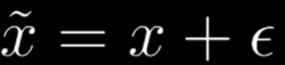 x̃ = x + ϵ